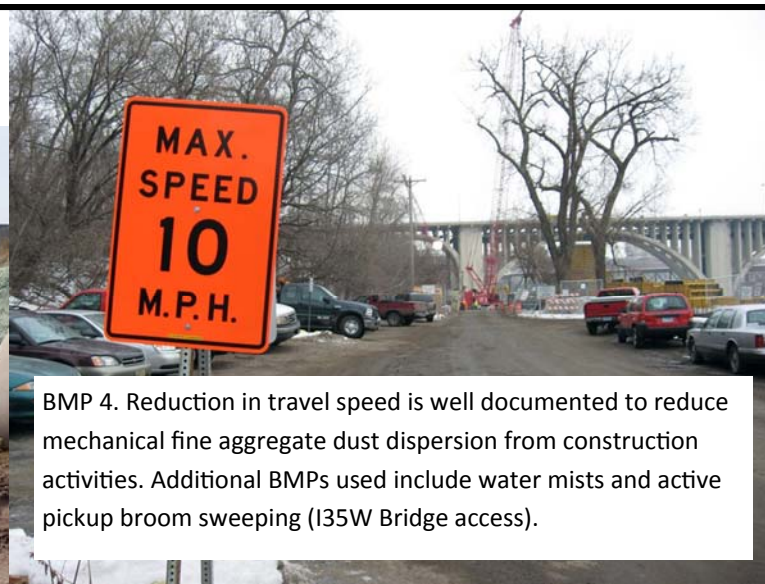 MAX.
SPEED
10
M.P.H.
BMP 4. Reduction in travel speed is well documented to reduce
mechanical fine aggregate dust dispersion from construction
activities. Additional BMPs used include water mists and active
pickup broom sweeping (I35W Bridge access).